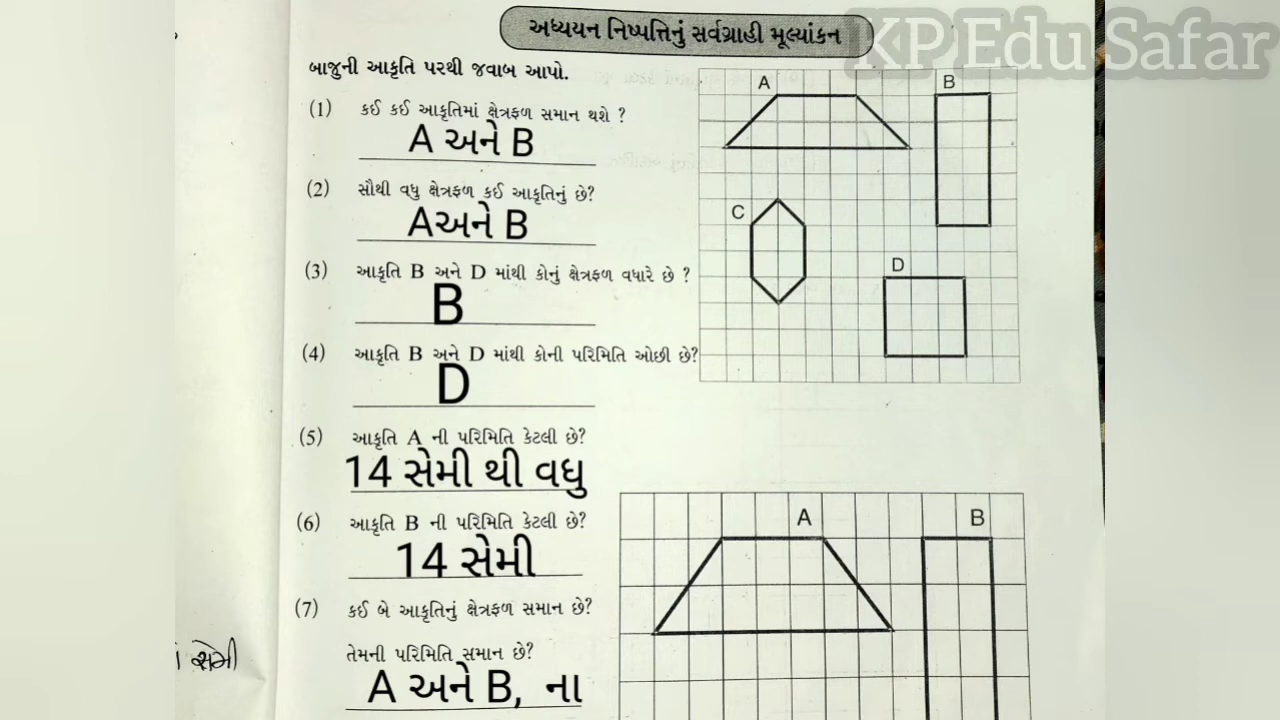 અધ્યયન નિષ્પત્તિનું સર્વગ્રાહી મૂલ્યાંકન
KP Edu Safar
બાજુની આકૃતિ પરથી જવાબ આપો.
(1) કઈ કઈ આકૃતિમાં ક્ષેત્રફળ સમાન થશે ?
A અને B
(2) સૌથી વધુ ક્ષેત્રફળ કઈ આકૃતિનું છે?
Aઅને B
(3) આકૃતિ B અને D માંથી કોનું ક્ષેત્રફળ વધારે છે ?
B
(4) આકૃતિ B અને D માંથી કોની પરિમિતિ ઓછી છે?
D
(5) આકૃતિ A ની પરિમિતિ કેટલી છે?
14 સેમી થી વધુ
(6) આકૃતિ B ની પરિમિતિ કેટલી છે?
14 સેમી
(7) કઈ બે આકૃતિનું ક્ષેત્રફળ સમાન છે?
તેમની પરિમિતિ સમાન છે?
A અને B, ના
A
B
C
D
A
B
સેમી